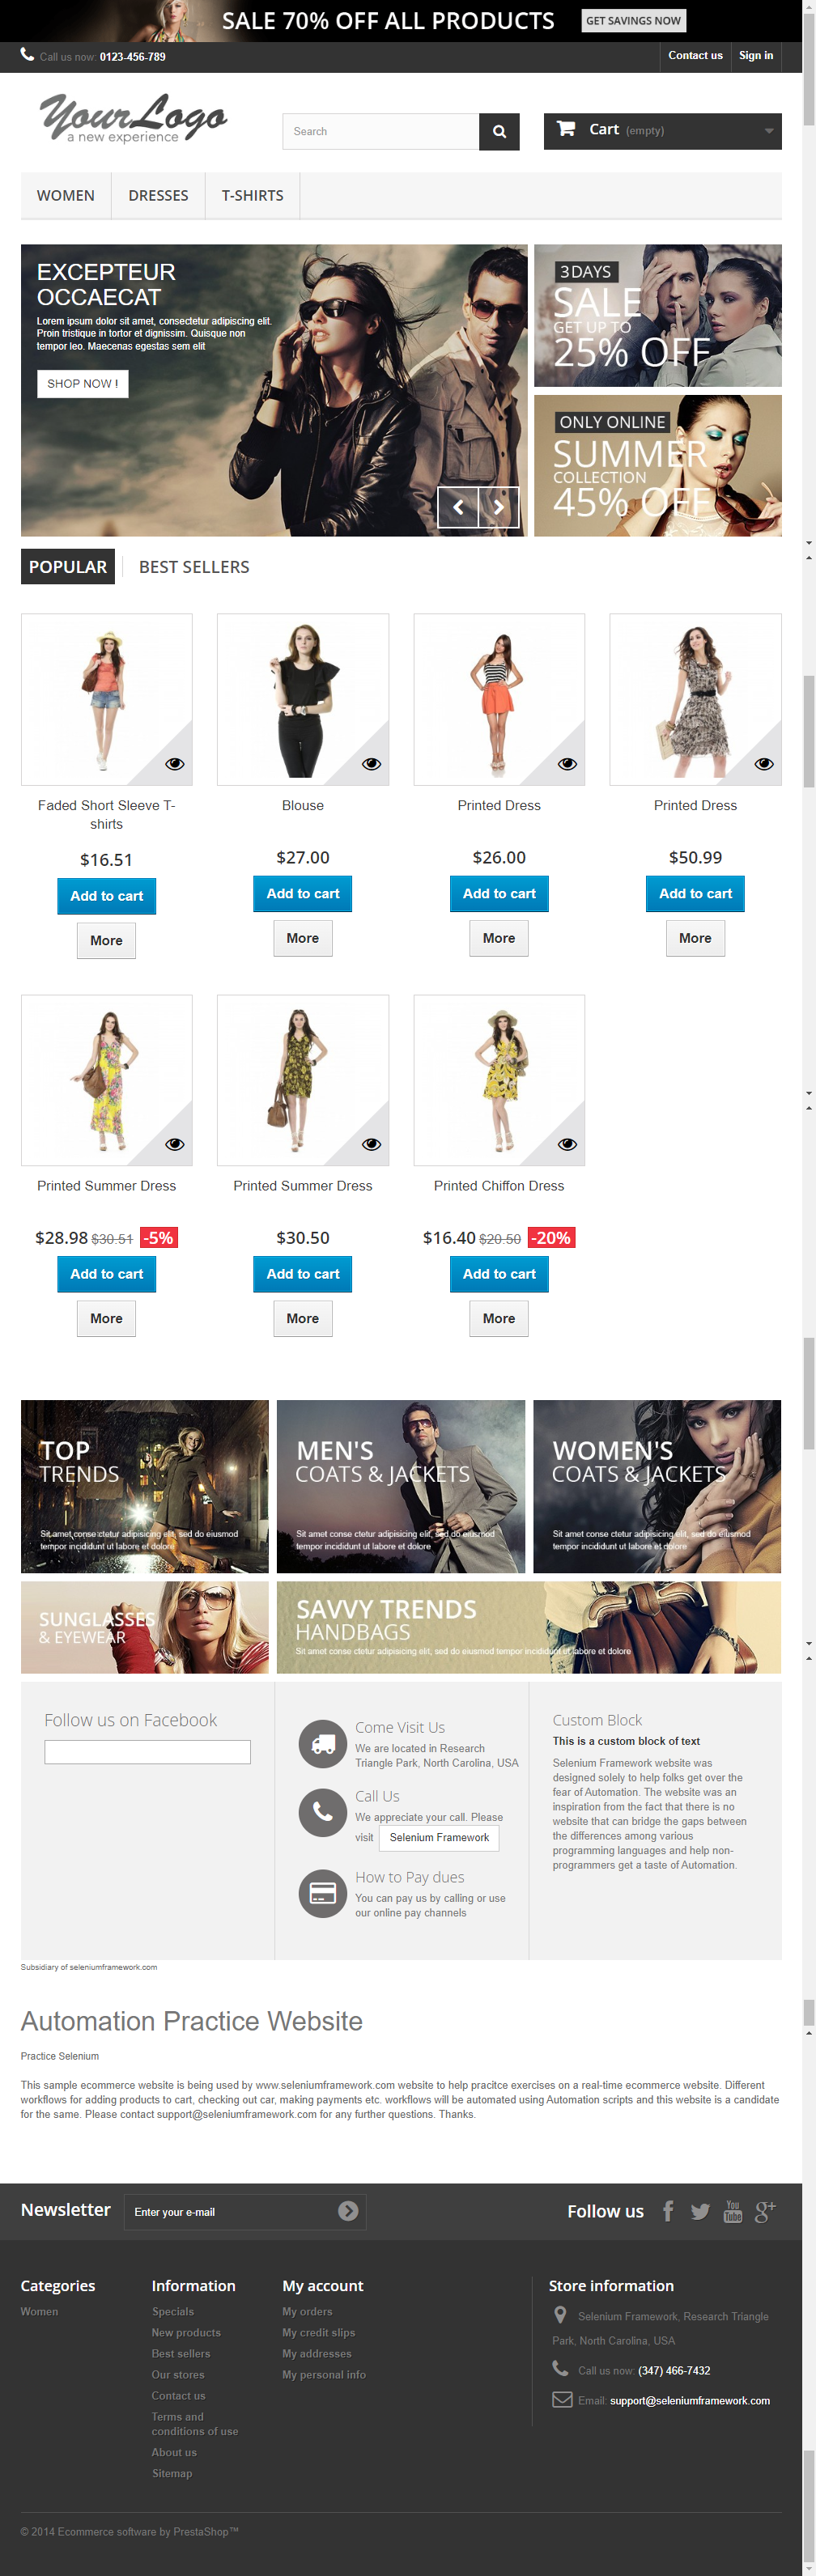 SALE 70% OFF ALL PRODUCTS GET SAVINGS NOW
Call us now: 0123-456-789 Contact us Sign in
YourLogo
a new experience
Search
Cart (empty)
WOMEN DRESSES T-SHIRTS
EXCEPTEUR
OCCAECAT
Lorem ipsum dolor sit amet, consectetur adipiscing elit.
Proin tristique in tortor et dignissim. Quisque non
tempor leo. Maecenas egestas sem elit
SHOP NOW !
3DAYS
SALE
GET UP TO
25% OFF
ONLY ONLINE
SUMMER
COLLECTION
45% OFF
POPULAR BEST SELLERS
Faded Short Sleeve T-
shirts
$16.51
Add to cart
More
Blouse
$27.00
Add to cart
More
Printed Dress
$26.00
Add to cart
More
Printed Dress
$50.99
Add to cart
More
Printed Summer Dress
$28.98 $30.51 -5%
Add to cart
More
Printed Summer Dress
$30.50
Add to cart
More
Printed Chiffon Dress
$16.40 $20.50 -20%
Add to cart
More
TOP
TRENDS
Sit amet conse ctetur adipisicing elit, sed do eiusmod
tempor incididunt ut labore et dolore
MEN'S
COATS & JACKETS
Sit amet conse ctetur adipisicing elit, sed do eiusmod
tempor incididunt ut labore et dolore
WOMEN'S
COATS & JACKETS
Sit amet conse ctetur adipisicing elit, sed do eiusmod
tempor incididunt ut labore et dolore
SUNGLASSES
& EYEWEAR
SAVVY TRENDS
HANDBAGS
Sit amet conse ctetur adipisicing elit, sed do eiusmod tempor incididunt ut labore et dolore
Follow us on Facebook
Come Visit Us
We are located in Research
Triangle Park, North Carolina, USA
Call Us
We appreciate your call. Please
visit Selenium Framework
How to Pay dues
You can pay us by calling or use
our online pay channels
Custom Block
This is a custom block of text
Selenium Framework website was
designed solely to help folks get over the
fear of Automation. The website was an
inspiration from the fact that there is no
website that can bridge the gaps between
the differences among various
programming languages and help non-
programmers get a taste of Automation.
Subsidiary of seleniumframework.com
Automation Practice Website
Practice Selenium
This sample ecommerce website is being used by www.seleniumframework.com website to help pracitce exercises on a real-time ecommerce website. Different
workflows for adding products to cart, checking out car, making payments etc. workflows will be automated using Automation scripts and this website is a candidate
for the same. Please contact support@seleniumframework.com for any further questions. Thanks.
Newsletter Enter your e-mail Follow us You Tube g+
Categories
Women
Information
Specials
New products
Best sellers
Our stores
Contact us
Terms and
conditions of use
About us
Sitemap
My account
My orders
My credit slips
My addresses
My personal info
Store information
Selenium Framework, Research Triangle
Park, North Carolina, USA
Call us now: (347) 466-7432
Email: support@seleniumframework.com
© 2014 Ecommerce software by PrestaShop™